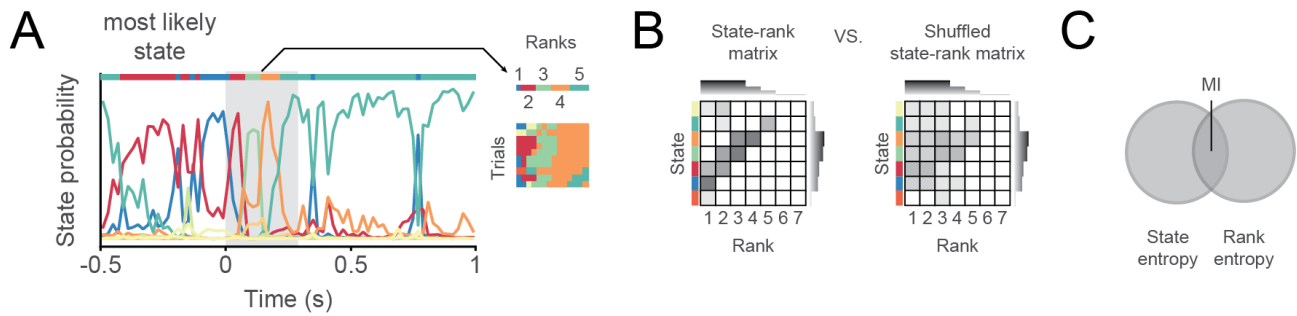 A
most likely
state
State probability
-0.5
0
0.5
1
Time (s)
Ranks
1 3 5
2 4
Trials
B
State-rank
matrix
VS.
Shuffled
state-rank matrix
State
1 2 3 4 5 6 7
Rank
State
1 2 3 4 5 6 7
Rank
C
MI
State
entropy
Rank
entropy